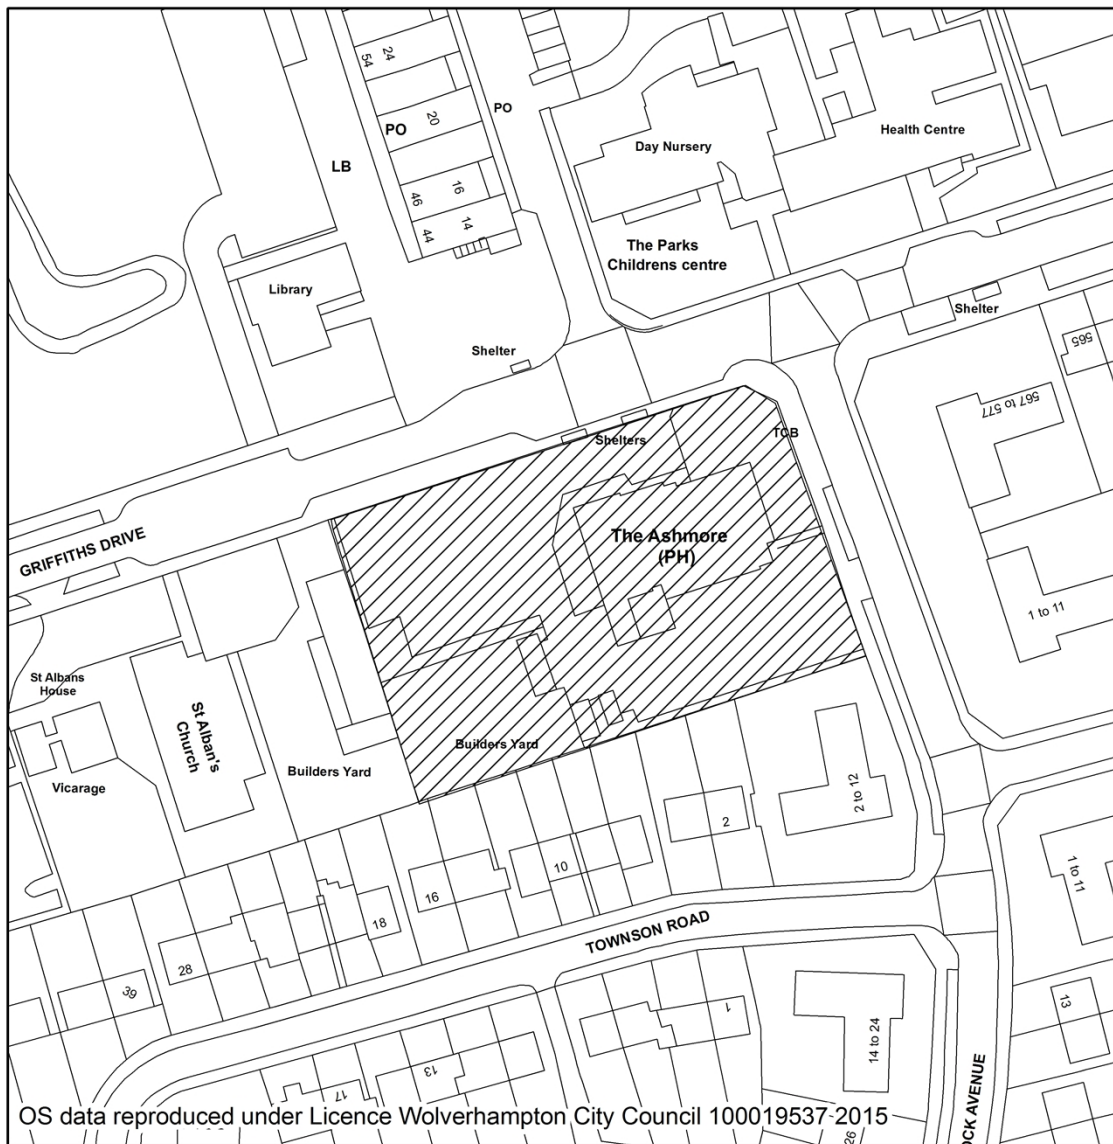 54
24
PO
20
PO
LB
46
16
44
14
Day Nursery
Health Centre
The Parks
Childrens centre
Library
Shelter
Shelter
565
567 to 577
Shelters
TCB
The Ashmore
(PH)
GRIFFITHS DRIVE
1 to 11
St Albans
House
St Alban's
Church
Vicarage
Builders Yard
Builders Yard
2 to 12
2
10
16
18
28
39
1 to 11
TOWNSON ROAD
13
1
14 to 24
13
17
OCK AVENUE
26
OS data reproduced under Licence Wolverhampton City Council 100019537-2015